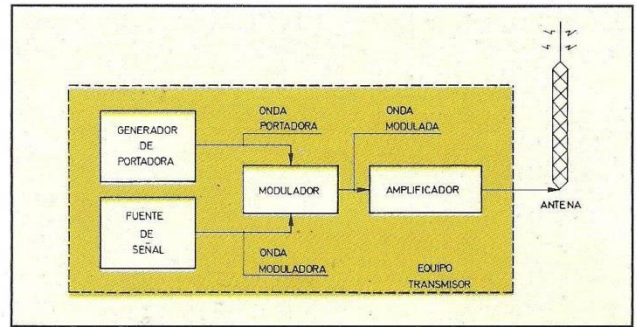 GENERADOR
DE
PORTADORA
ONDA
PORTADORA
ONDA
MODULADA
MODULADOR
AMPLIFICADOR
ANTENA
FUENTE
DE
SEÑAL
ONDA
MODULADORA
EQUIPO
TRANSMISOR